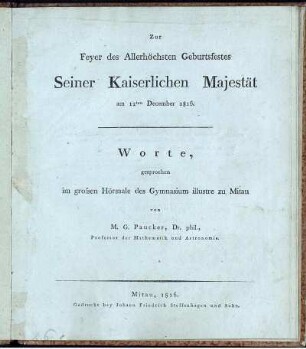 Zur
Feyer des Allerhöchsten Geburtsfestes
Seiner Kaiserlichen Majestät
am 12ten December 1816.
Worte,
gesprochen
im großen Hörsaale des Gymnasium illustre zu Mitau
von
M. G. Paucker, Dr. phil.,
Professor der Mathematik und Astronomie.
Mitau, 1816.
Gedruckt bey Johann Friedrich Steffenhagen und Sohn.